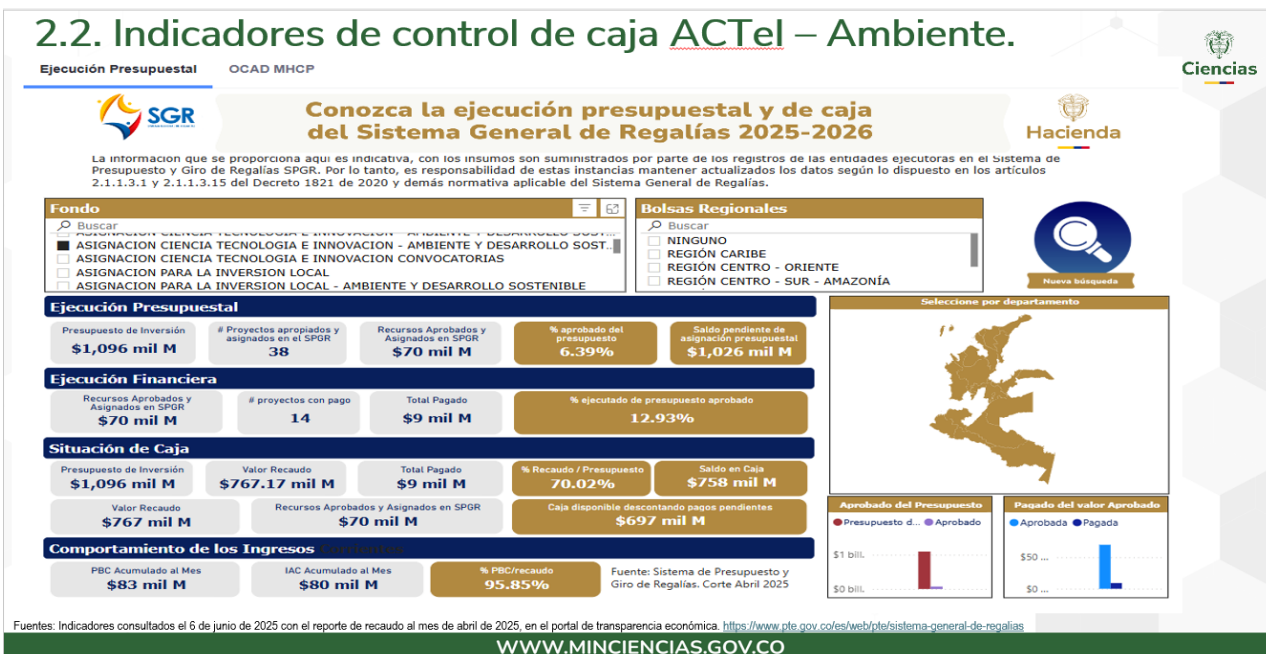 2.2. Indicadores de control de caja ACTeI – Ambiente.
Ciencias
Ejecución Presupuestal
OCAD MHCP
SGR
Conozca la ejecución presupuestal y de caja
del Sistema General de Regalías 2025-2026
Hacienda
La información que se proporciona aquí es indicativa, con los insumos son suministrados por parte de los registros de las entidades ejecutoras en el Sistema de
Presupuesto y Giro de Regalías SPGR. Por lo tanto, es responsabilidad de estas instancias mantener actualizados los datos según lo dispuesto en los artículos
2.1.1.3.1 y 2.1.1.3.15 del Decreto 1821 de 2020 y demás normativa aplicable del Sistema General de Regalías.
Fondo
Buscar
ASIGNACION CIENCIA TECNOLOGIA E INNOVACION - AMBIENTE Y DESARROLLO SOST...
ASIGNACION CIENCIA TECNOLOGIA E INNOVACION - AMBIENTE Y DESARROLLO SOST...
ASIGNACION CIENCIA TECNOLOGIA E INNOVACION CONVOCATORIAS
ASIGNACION PARA LA INVERSION LOCAL
ASIGNACION PARA LA INVERSION LOCAL - AMBIENTE Y DESARROLLO SOSTENIBLE
Bolsas Regionales
Buscar
NINGUNO
REGIÓN CARIBE
REGIÓN CENTRO - ORIENTE
REGIÓN CENTRO - SUR - AMAZONÍA
Nueva búsqueda
Ejecución Presupuestal
Presupuesto de Inversión
$1,096 mil M
# Proyectos apropiados y
asignados en el SPGR
38
Recursos Aprobados y
Asignados en SPGR
$70 mil M
% aprobado del
presupuesto
6.39%
Saldo pendiente de
asignación presupuestal
$1,026 mil M
Seleccione por departamento
Ejecución Financiera
Recursos Aprobados y
Asignados en SPGR
$70 mil M
# proyectos con pago
14
Total Pagado
$9 mil M
% ejecutado de presupuesto aprobado
12.93%
Situación de Caja
Presupuesto de Inversión
$1,096 mil M
Valor Recaudo
$767.17 mil M
Total Pagado
$9 mil M
% Recaudo / Presupuesto
70.02%
Saldo en Caja
$758 mil M
Valor Recaudo
$767 mil M
Recursos Aprobados y Asignados en SPGR
$70 mil M
Caja disponible descontando pagos pendientes
$697 mil M
Comportamiento de los Ingresos Corrientes
PBC Acumulado al Mes
$83 mil M
IAC Acumulado al Mes
$80 mil M
% PBC/recaudo
95.85%
Fuente: Sistema de Presupuesto y
Giro de Regalías. Corte Abril 2025
Aprobado del Presupuesto
Presupuesto d... Aprobado
$1 bill.
$0 bill.
Pagado del valor Aprobado
Aprobada Pagada
$50 ...
$0 ...
Fuentes: Indicadores consultados el 6 de junio de 2025 con el reporte de recaudo al mes de abril de 2025, en el portal de transparencia económica. https://www.pte.gov.co/es/web/pte/sistema-general-de-regalias
WWW.MINCIENCIAS.GOV.CO